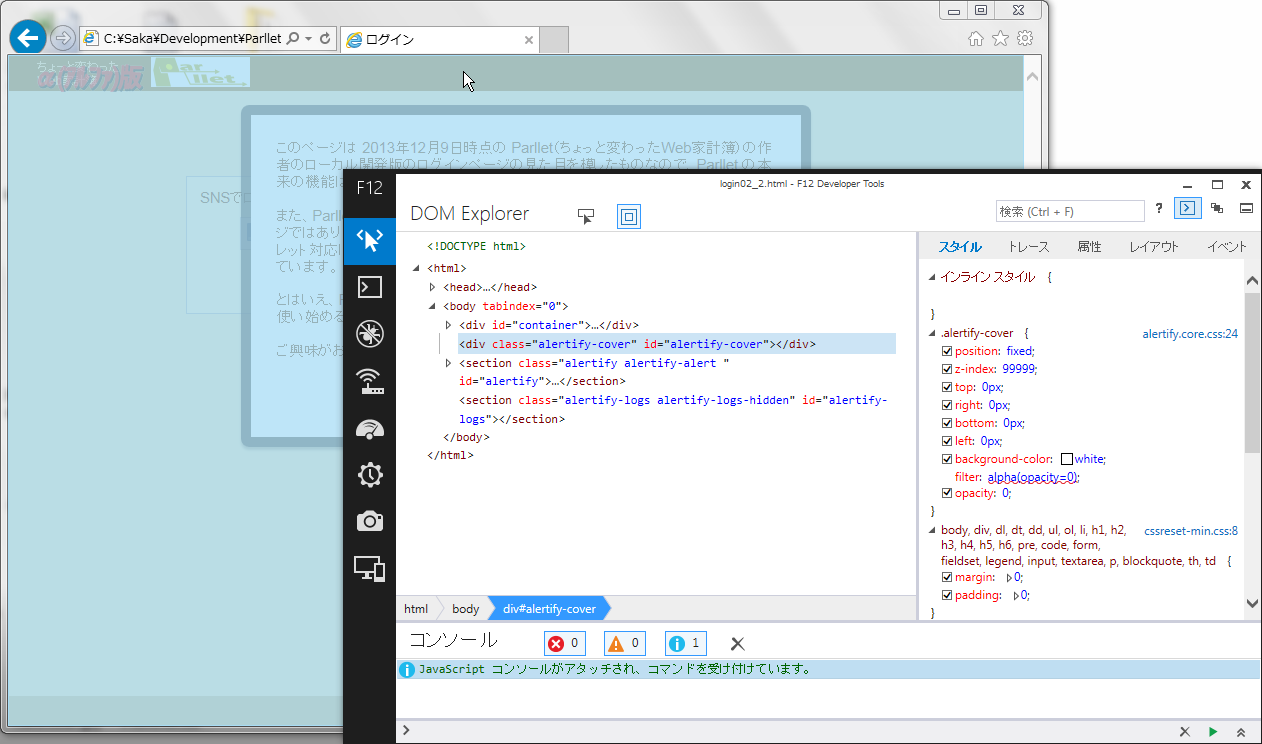 C:¥Saka¥Development¥Parllet
ログイン
ちょっと変わった
α(アルファ)版
Parllet
このページは 2013年12月9日時点の Parllet(ちょっと変わったWeb家計簿) の作
者のローカル開発版のログインページの見た目を模したものなので、Parllet の本
来の機能は
SNSでロ
また、Parll
ジではあり
レット対応
ています。
とはいえ、
使い始める
ご興味がお
F12
login02_2.html - F12 Developer Tools
DOM Explorer
検索 (Ctrl + F)
?
<!DOCTYPE html>
<html>
<head>…</head>
<body tabindex="0">
<div id="container">…</div>
<div class="alertify-cover" id="alertify-cover"></div>
<section class="alertify alertify-alert "
id="alertify">…</section>
<section class="alertify-logs alertify-logs-hidden" id="alertify-
logs"></section>
</body>
</html>
html
body
div#alertify-cover
スタイル トレース 属性 レイアウト イベント
インライン スタイル {
}
.alertify-cover { alertify.core.css:24
position: fixed;
z-index: 99999;
top: 0px;
right: 0px;
bottom: 0px;
left: 0px;
background-color: white;
filter: alpha(opacity=0);
opacity: 0;
}
body, div, dl, dt, dd, ul, ol, li, h1, h2, cssreset-min.css:8
h3, h4, h5, h6, pre, code, form,
fieldset, legend, input, textarea, p, blockquote, th, td {
margin: 0;
padding: 0;
}
コンソール 0 0 1
JavaScript コンソールがアタッチされ、コマンドを受け付けています。